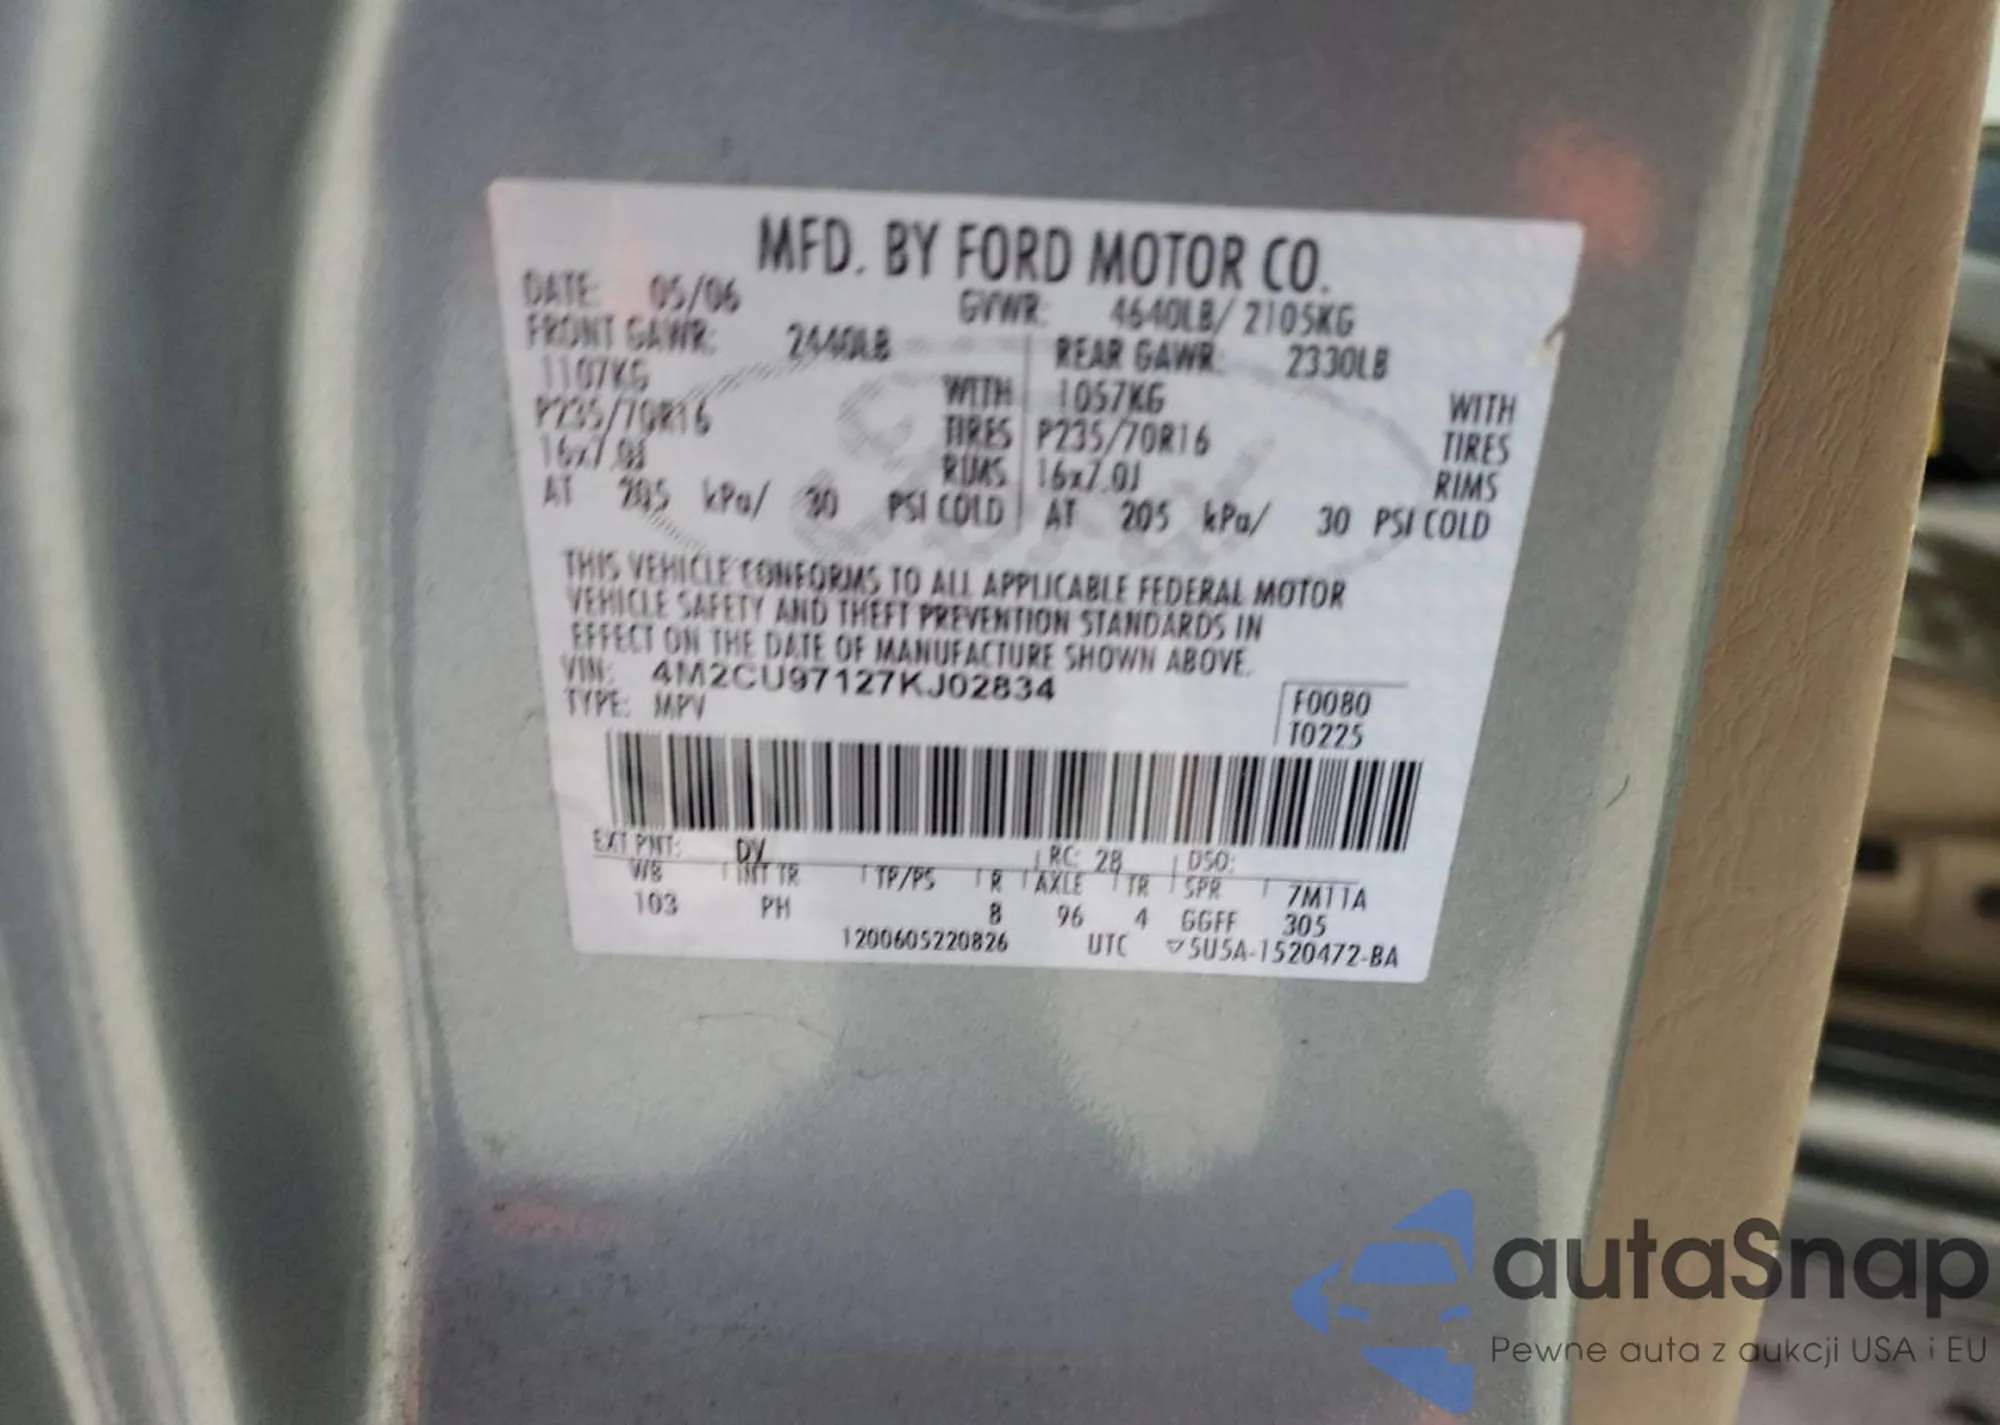 MFD. BY FORD MOTOR CO.
DATE: 05/06 GVWR: 4640LB/ 2105KG
FRONT GAWR: 2440LB REAR GAWR: 2330LB
1107KG WITH 1057KG WITH
P235/70R16 TIRES P235/70R16 TIRES
16x7.0J RIMS 16x7.0J RIMS
AT 205 kPa/ 30 PSI COLD AT 205 kPa/ 30 PSI COLD
THIS VEHICLE CONFORMS TO ALL APPLICABLE FEDERAL MOTOR
VEHICLE SAFETY AND THEFT PREVENTION STANDARDS IN
EFFECT ON THE DATE OF MANUFACTURE SHOWN ABOVE.
VIN: 4M2CU97127KJ02834
TYPE: MPV
F0080
T0225
EXT PNT: DY RC: 28 DSO:
WB INT TR TP/PS R AXLE TR SPR 7M11A
103 PH 8 96 4 GGFF 305
1200605220826 UTC ▽5U5A-1520472-BA
autaSnap
Pewne auta z aukcji USA i EU